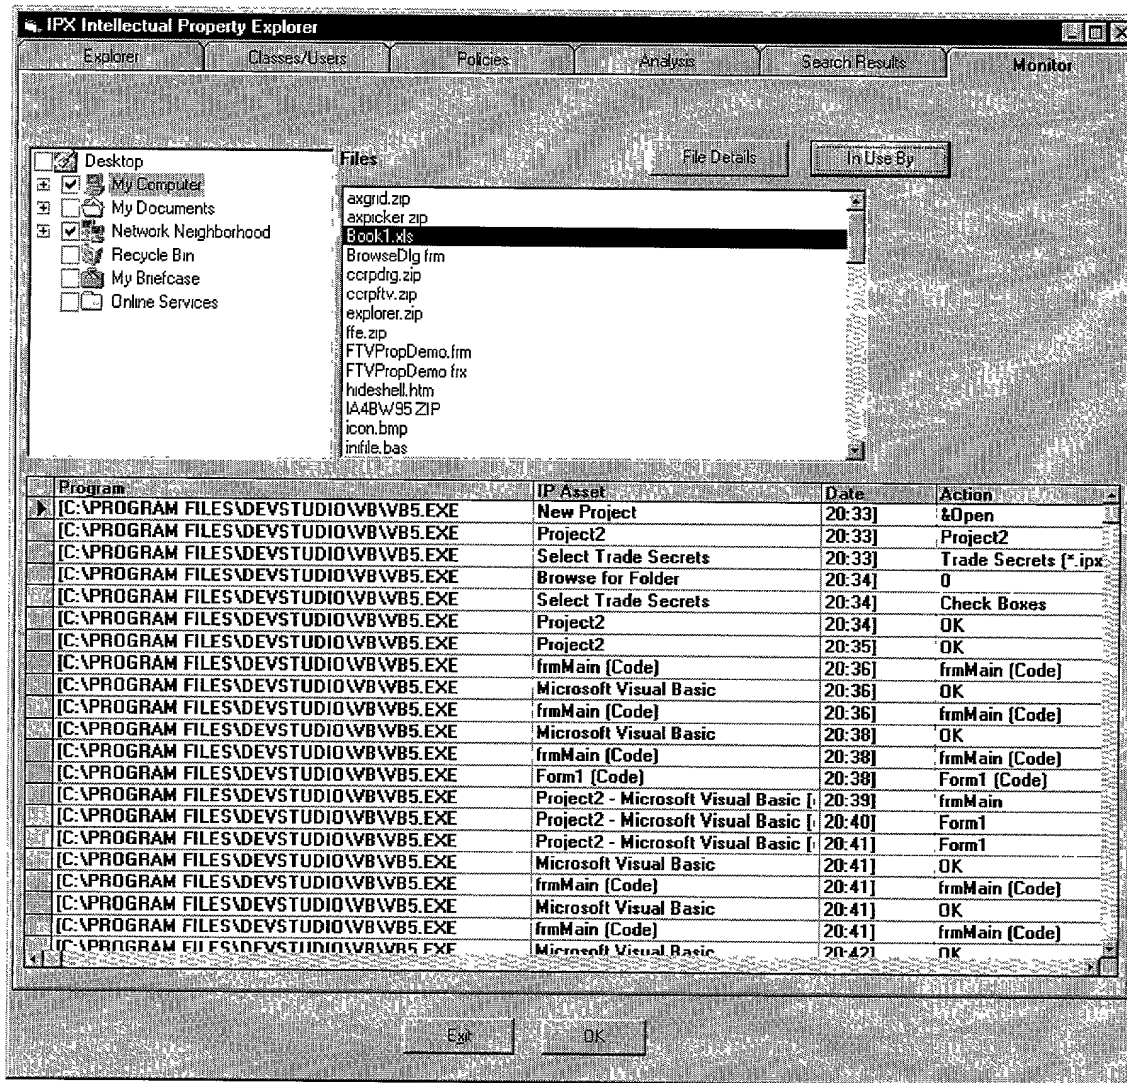 IPX Intellectual Property Explorer
Explorer Classes/Users Policies Analysis Search Results Monitor
Desktop
My Computer
My Documents
Network Neighborhood
Recycle Bin
My Briefcase
Online Services
Files
File Details
In Use By
axgrid.zip
axpicker.zip
Book1.xls
BrowseDlg.frm
ccrpdrg.zip
ccrpftv.zip
explorer.zip
ffe.zip
FTVPropDemo.frm
FTVPropDemo.frx
hideshell.htm
IA4BW95.ZIP
icon.bmp
inifile.bas
Program IP Asset Date Action
[C:\PROGRAM FILES\DEVSTUDIO\VB\VB5.EXE New Project 20:33] &Open
[C:\PROGRAM FILES\DEVSTUDIO\VB\VB5.EXE Project2 20:33] Project2
[C:\PROGRAM FILES\DEVSTUDIO\VB\VB5.EXE Select Trade Secrets 20:33] Trade Secrets (*.ipx
[C:\PROGRAM FILES\DEVSTUDIO\VB\VB5.EXE Browse for Folder 20:34] 0
[C:\PROGRAM FILES\DEVSTUDIO\VB\VB5.EXE Select Trade Secrets 20:34] Check Boxes
[C:\PROGRAM FILES\DEVSTUDIO\VB\VB5.EXE Project2 20:34] OK
[C:\PROGRAM FILES\DEVSTUDIO\VB\VB5.EXE Project2 20:35] OK
[C:\PROGRAM FILES\DEVSTUDIO\VB\VB5.EXE frmMain (Code) 20:36] frmMain (Code)
[C:\PROGRAM FILES\DEVSTUDIO\VB\VB5.EXE Microsoft Visual Basic 20:36] OK
[C:\PROGRAM FILES\DEVSTUDIO\VB\VB5.EXE frmMain (Code) 20:36] frmMain (Code)
[C:\PROGRAM FILES\DEVSTUDIO\VB\VB5.EXE Microsoft Visual Basic 20:38] OK
[C:\PROGRAM FILES\DEVSTUDIO\VB\VB5.EXE frmMain (Code) 20:38] frmMain (Code)
[C:\PROGRAM FILES\DEVSTUDIO\VB\VB5.EXE Form1 (Code) 20:38] Form1 (Code)
[C:\PROGRAM FILES\DEVSTUDIO\VB\VB5.EXE Project2 - Microsoft Visual Basic [ 20:39] frmMain
[C:\PROGRAM FILES\DEVSTUDIO\VB\VB5.EXE Project2 - Microsoft Visual Basic [ 20:40] Form1
[C:\PROGRAM FILES\DEVSTUDIO\VB\VB5.EXE Project2 - Microsoft Visual Basic [ 20:41] Form1
[C:\PROGRAM FILES\DEVSTUDIO\VB\VB5.EXE Microsoft Visual Basic 20:41] OK
[C:\PROGRAM FILES\DEVSTUDIO\VB\VB5.EXE frmMain (Code) 20:41] frmMain (Code)
[C:\PROGRAM FILES\DEVSTUDIO\VB\VB5.EXE Microsoft Visual Basic 20:41] OK
[C:\PROGRAM FILES\DEVSTUDIO\VB\VB5.EXE frmMain (Code) 20:41] frmMain (Code)
[C:\PROGRAM FILES\DEVSTUDIO\VB\VB5.EXE Microsoft Visual Basic 20:42] OK
Exit OK